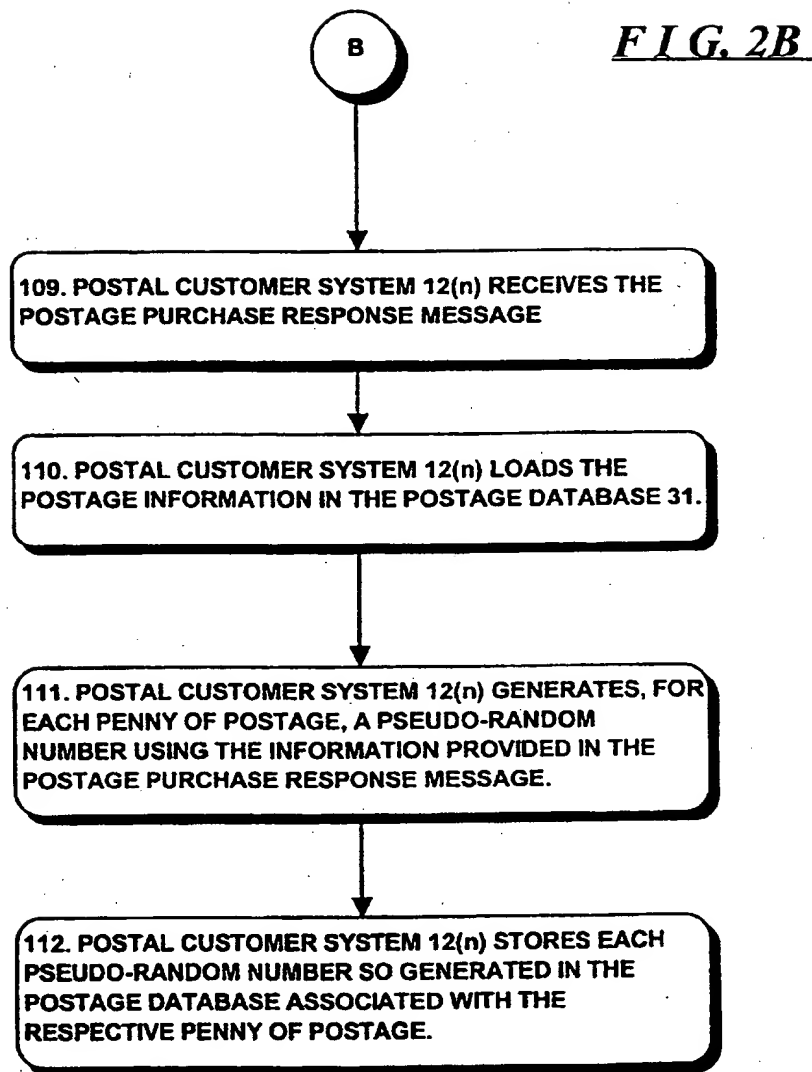 B
FIG. 2B
109. POSTAL CUSTOMER SYSTEM 12(n) RECEIVES THE
POSTAGE PURCHASE RESPONSE MESSAGE
110. POSTAL CUSTOMER SYSTEM 12(n) LOADS THE
POSTAGE INFORMATION IN THE POSTAGE DATABASE 31.
111. POSTAL CUSTOMER SYSTEM 12(n) GENERATES, FOR
EACH PENNY OF POSTAGE, A PSEUDO-RANDOM
NUMBER USING THE INFORMATION PROVIDED IN THE
POSTAGE PURCHASE RESPONSE MESSAGE.
112. POSTAL CUSTOMER SYSTEM 12(n) STORES EACH
PSEUDO-RANDOM NUMBER SO GENERATED IN THE
POSTAGE DATABASE ASSOCIATED WITH THE
RESPECTIVE PENNY OF POSTAGE.